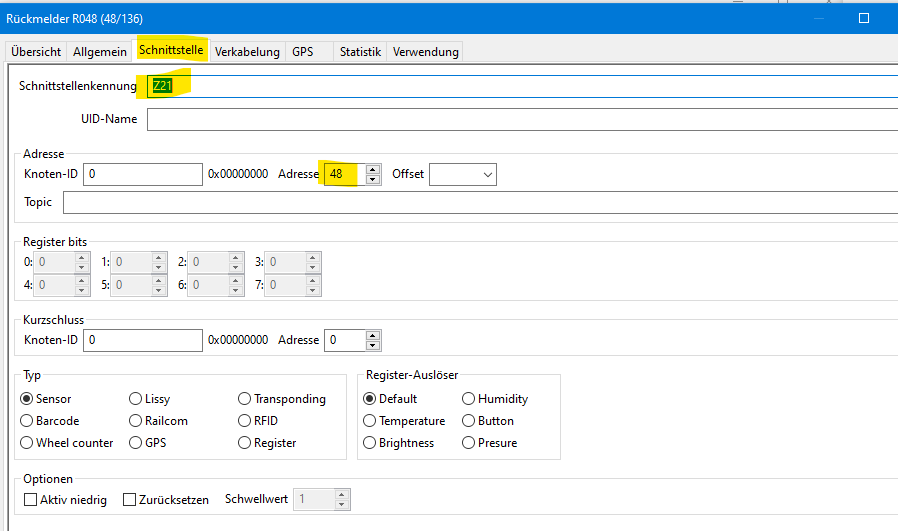 Rückmelder R048 (48/136)
Übersicht Allgemein Schnittstelle Verkabelung GPS Statistik Verwendung
Schnittstellenkennung Z21
UID-Name
Adresse
Knoten-ID 0 0x00000000 Adresse 48 Offset
Topic
Register bits
0: 0 1: 0 2: 0 3: 0
4: 0 5: 0 6: 0 7: 0
Kurzschluss
Knoten-ID 0 0x00000000 Adresse 0
Typ Register-Auslöser
Sensor Lissy Transponding Default Humidity
Barcode Railcom RFID Temperature Button
Wheel counter GPS Register Brightness Presure
Optionen
Aktiv niedrig Zurücksetzen Schwellwert 1